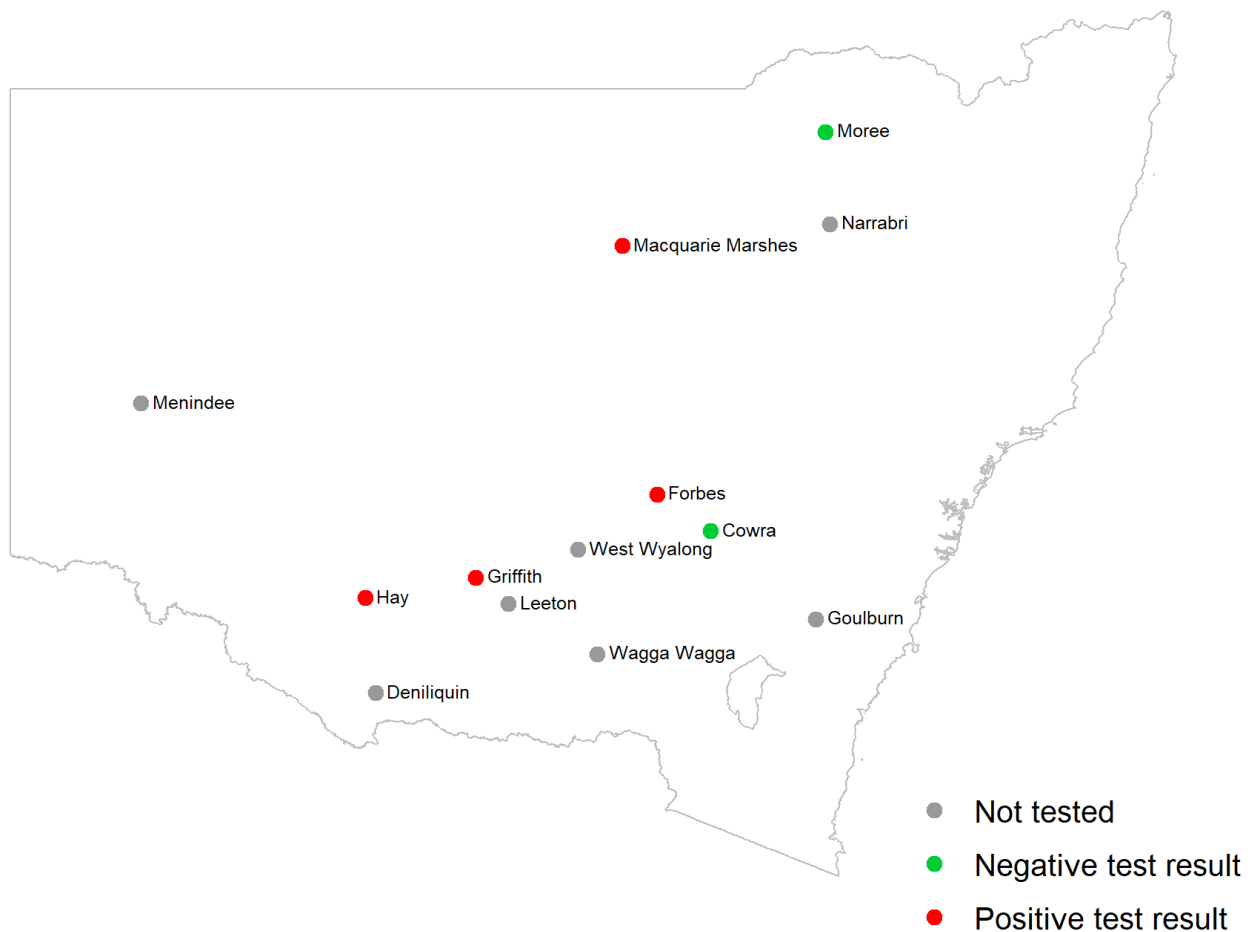 Moree
Narrabri
Macquarie Marshes
Menindee
Forbes
Cowra
West Wyalong
Griffith
Hay
Leeton
Goulburn
Wagga Wagga
Deniliquin
Not tested
Negative test result
Positive test result